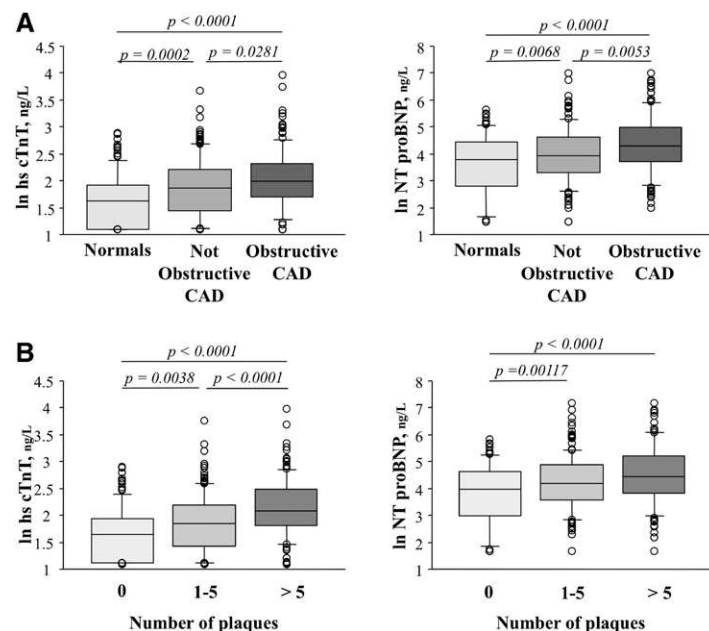 A
p < 0.0001
p = 0.0002 p = 0.0281
ln hs cTnT, ng/L
4.5
4
3.5
3
2.5
2
1.5
1
Normals
Not Obstructive CAD
Obstructive CAD
p < 0.0001
p = 0.0068 p = 0.0053
ln NT proBNP, ng/L
8
7
6
5
4
3
2
1
Normals
Not Obstructive CAD
Obstructive CAD
B
p < 0.0001
p = 0.0038 p < 0.0001
ln hs cTnT, ng/L
4.5
4
3.5
3
2.5
2
1.5
1
0 1-5 > 5
Number of plaques
p < 0.0001
p =0.00117
ln NT proBNP, ng/L
8
7
6
5
4
3
2
1
0 1-5 > 5
Number of plaques